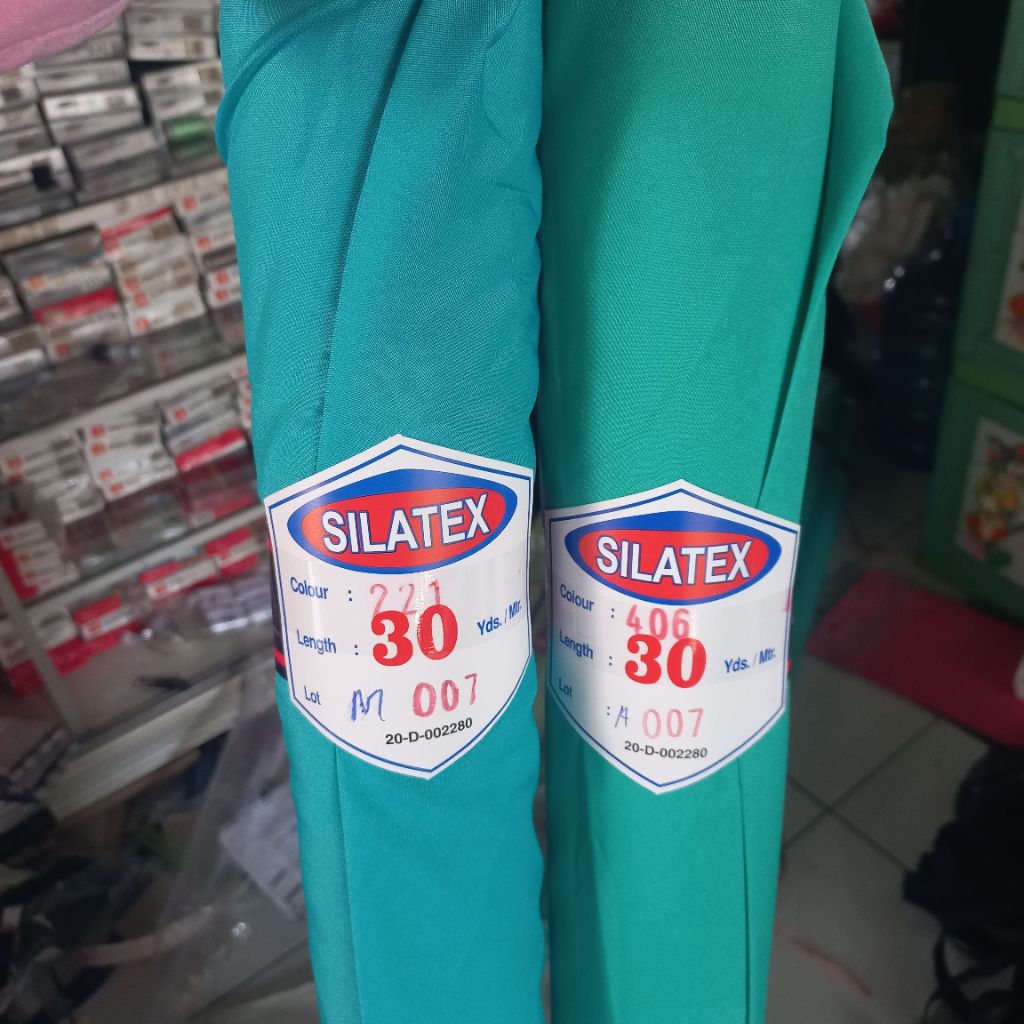 SILATEX
Colour : 221
Length : 30 Yds. / Mtr.
Lot M 007
20-D-002280
SILATEX
Colour : 406
Length : 30 Yds. / Mtr.
Lot : A 007
20-D-002280